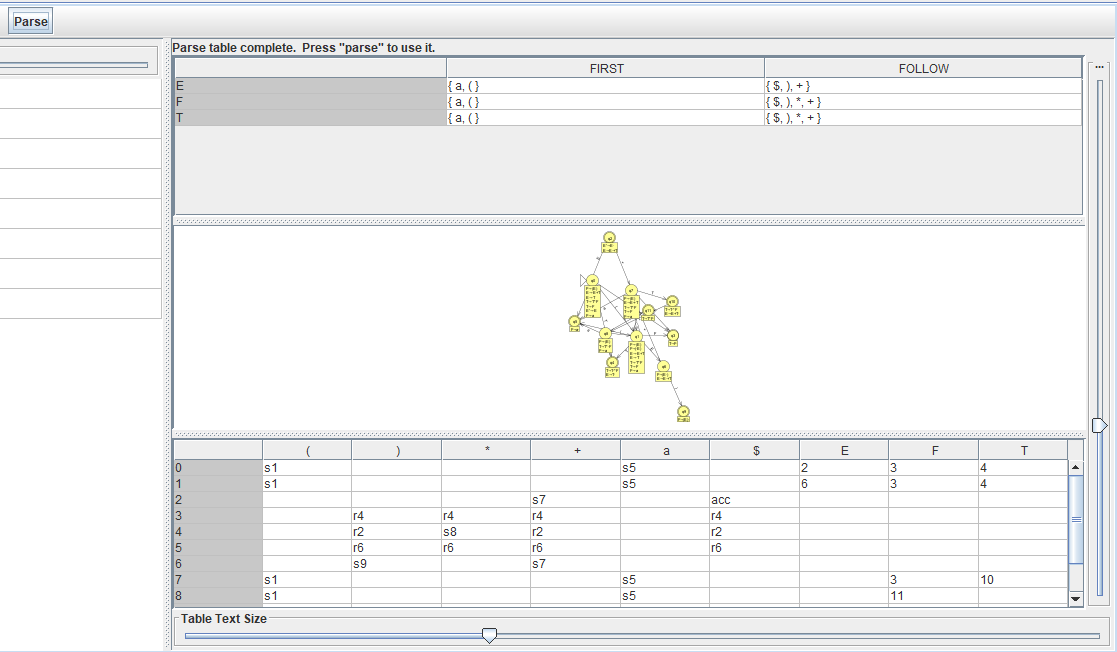 Parse
Parse table complete. Press "parse" to use it.
...
FIRST FOLLOW
E { a, ( } { $, ), + }
F { a, ( } { $, ), *, + }
T { a, ( } { $, ), *, + }
( ) * + a $ E F T
0 s1 s5 2 3 4
1 s1 s5 6 3 4
2 s7 acc
3 r4 r4 r4 r4
4 r2 s8 r2 r2
5 r6 r6 r6 r6
6 s9 s7
7 s1 s5 3 10
8 s1 s5 11
Table Text Size